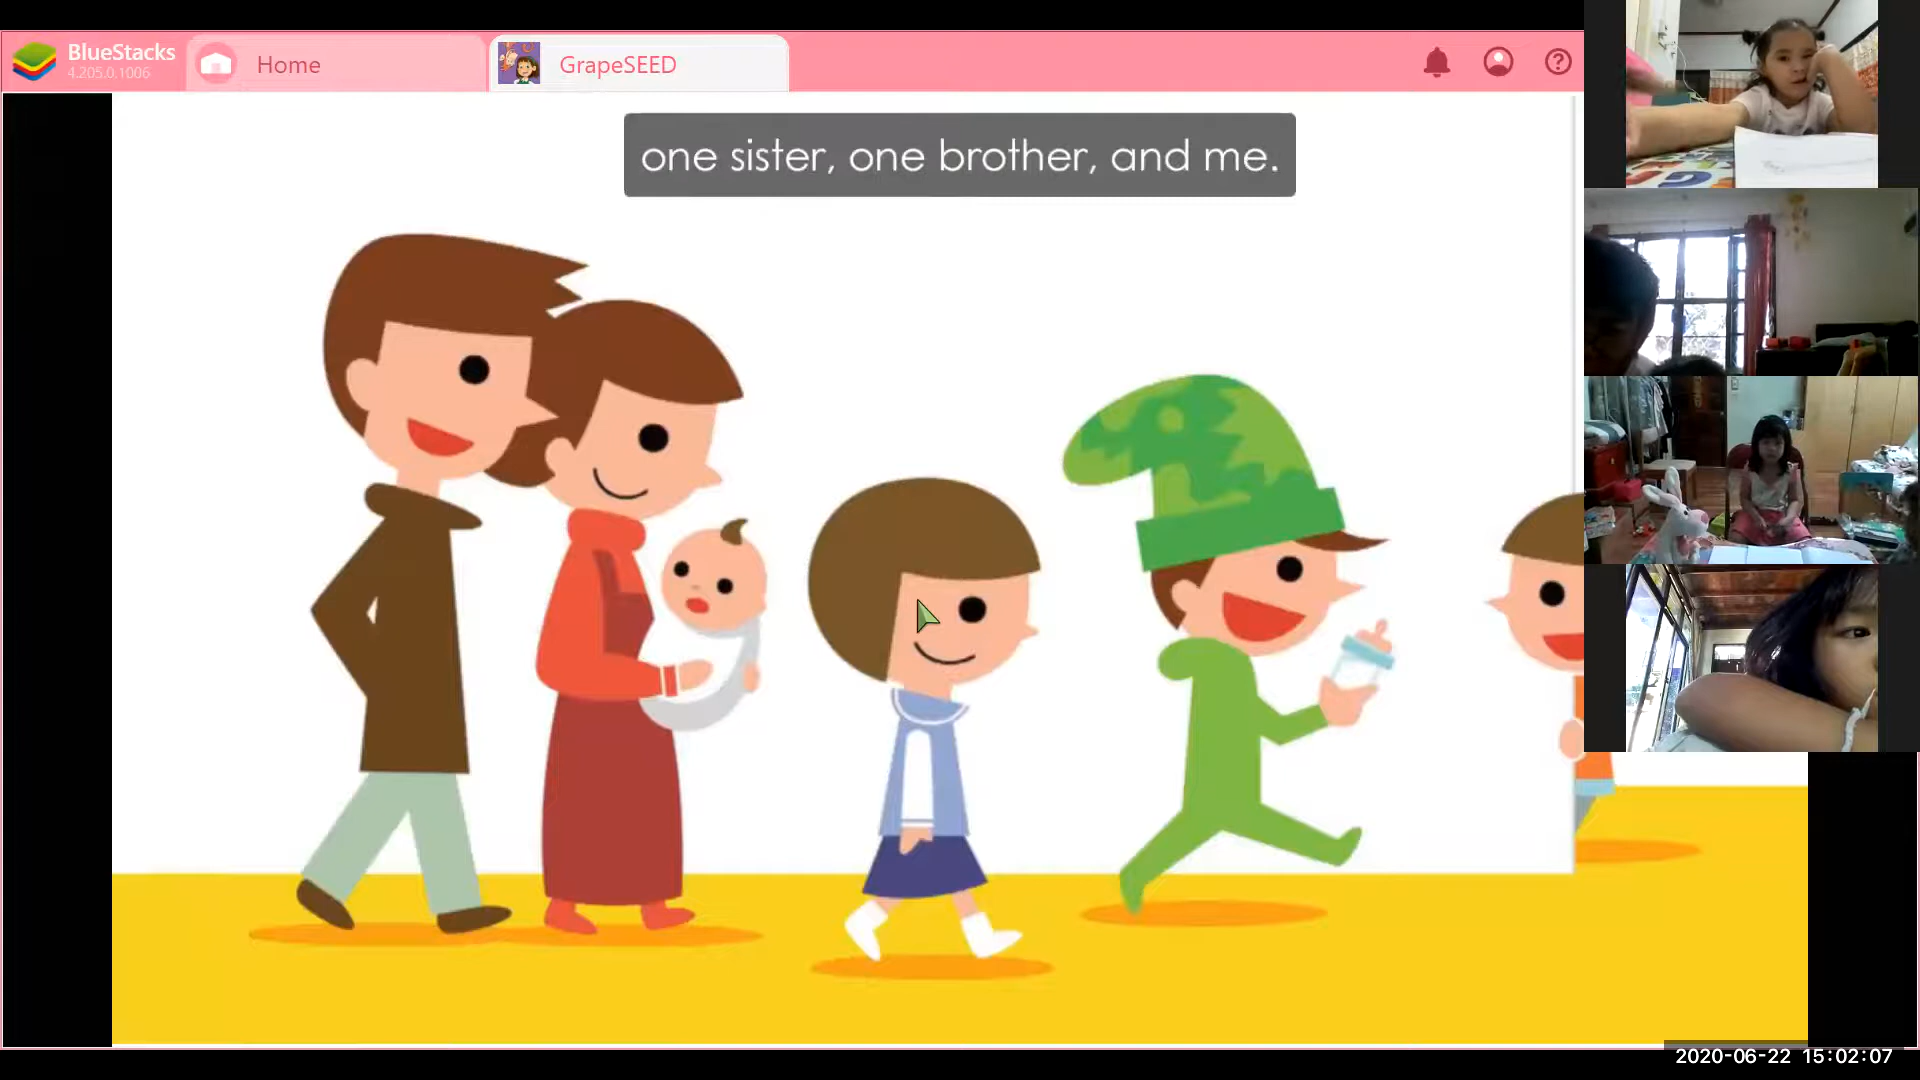 BlueStacks
4.205.0.1006
Home
GrapeSEED
one sister, one brother, and me.
2020-06-22 15:02:07